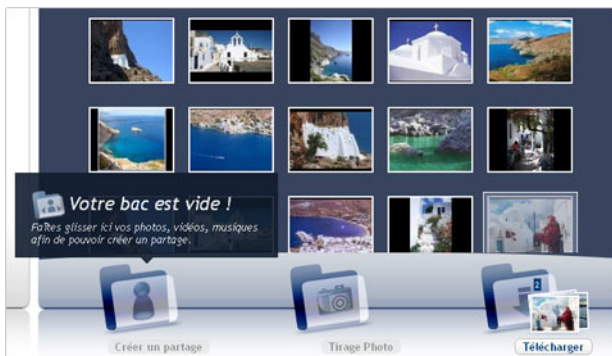 Votre bac est vide !
Faites glisser ici vos photos, vidéos, musiques
afin de pouvoir créer un partage.
2
Créer un partage
Tirage Photo
Télécharger